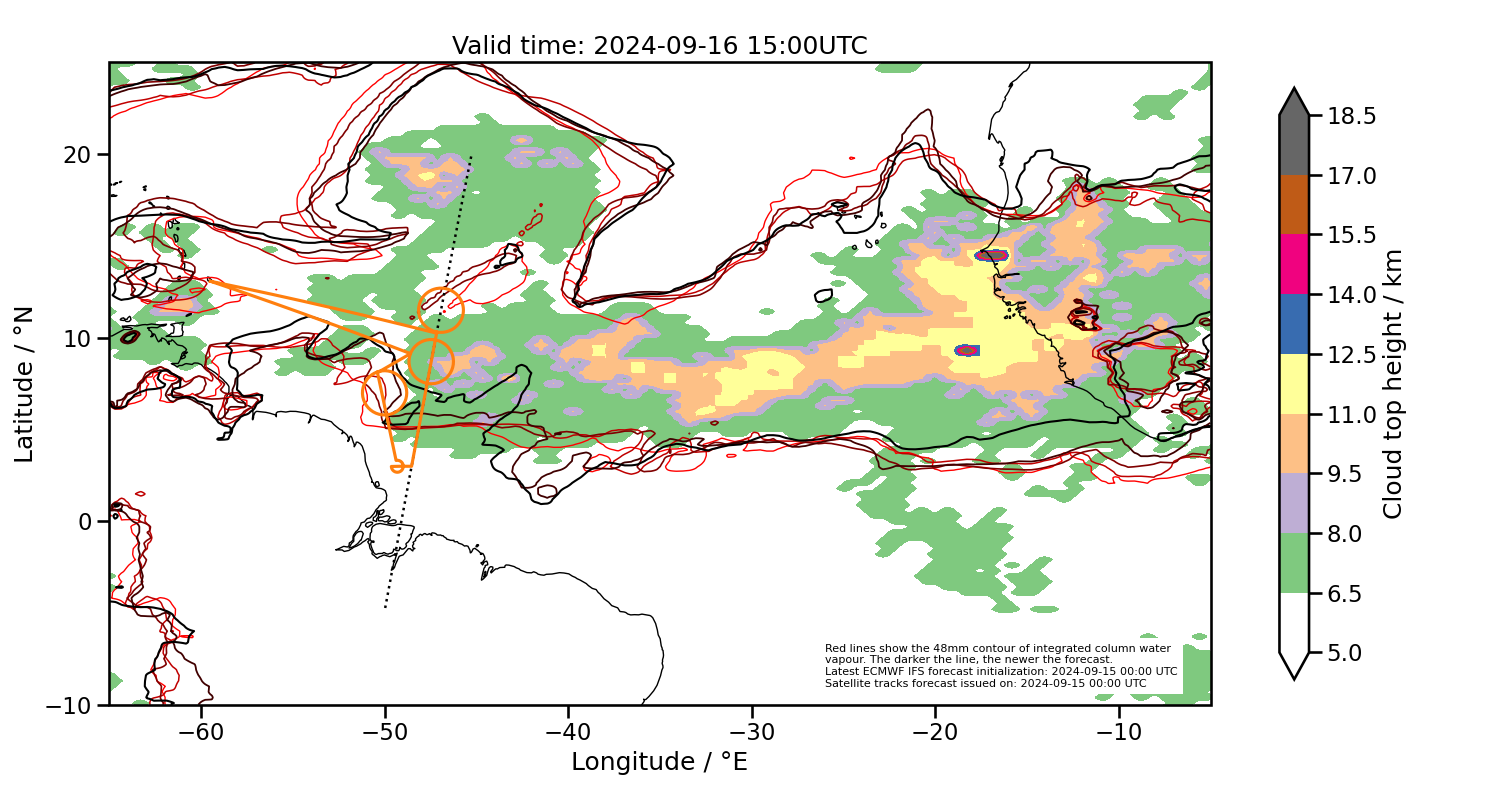 Valid time: 2024-09-16 15:00UTC
20
10
0
−10
Latitude / °N
−60
−50
−40
−30
−20
−10
Longitude / °E
Red lines show the 48mm contour of integrated column water
vapour. The darker the line, the newer the forecast.
Latest ECMWF IFS forecast initialization: 2024-09-15 00:00 UTC
Satellite tracks forecast issued on: 2024-09-15 00:00 UTC
18.5
17.0
15.5
14.0
12.5
11.0
9.5
8.0
6.5
5.0
Cloud top height / km